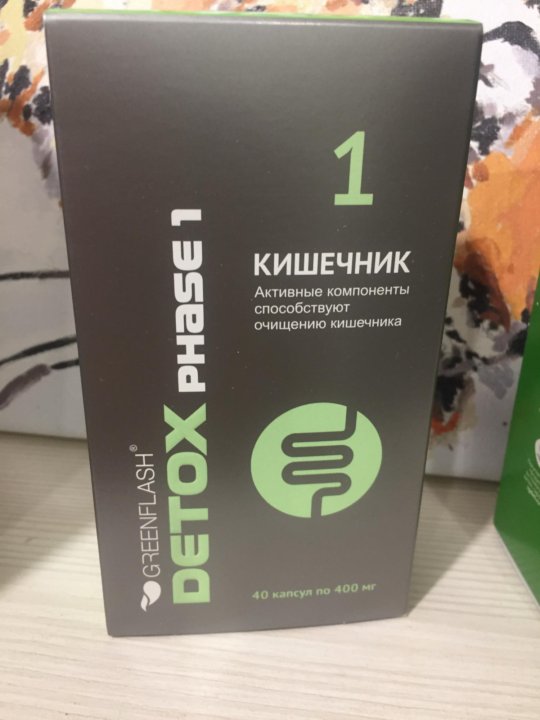 1
КИШЕЧНИК
Активные компоненты
способствуют
очищению кишечника
GREENFLASH®
DETOX PHASE 1
40 капсул по 400 мг